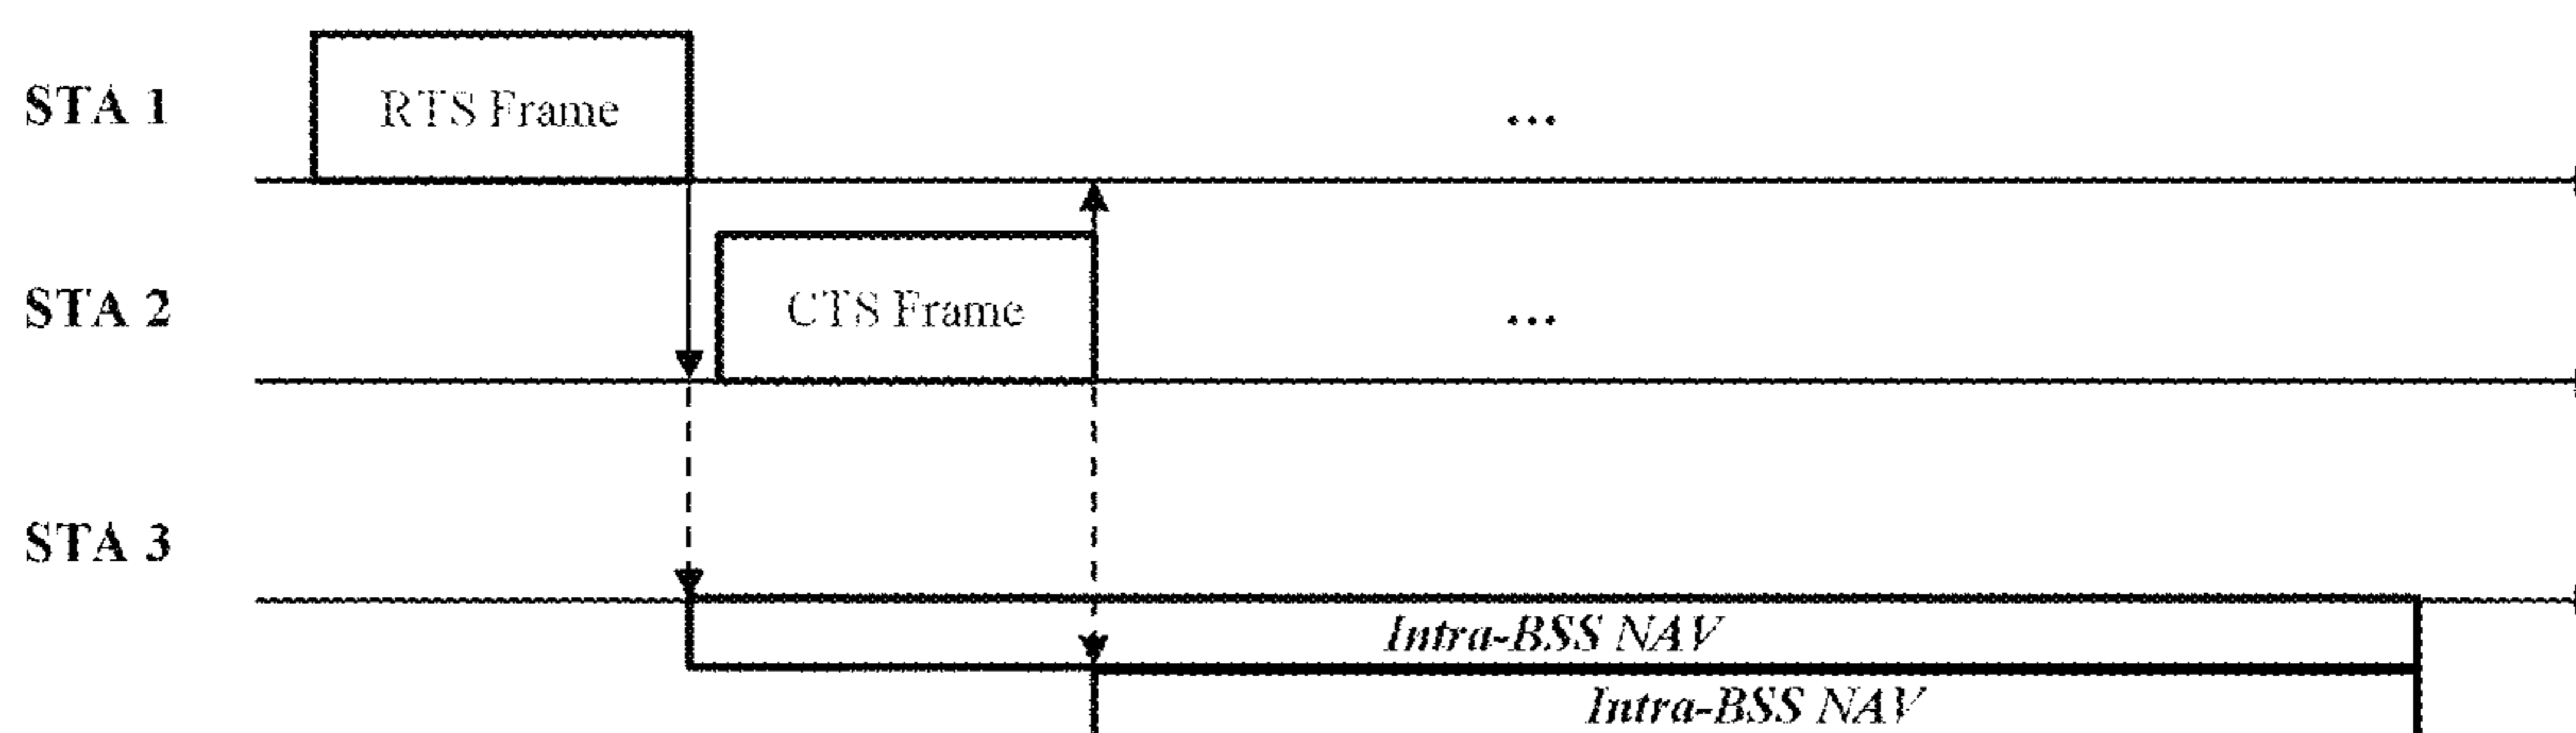 STA 1
RTS Frame
...
STA 2
CTS Frame
...
STA 3
Intra-BSS NAV
Intra-BSS NAV